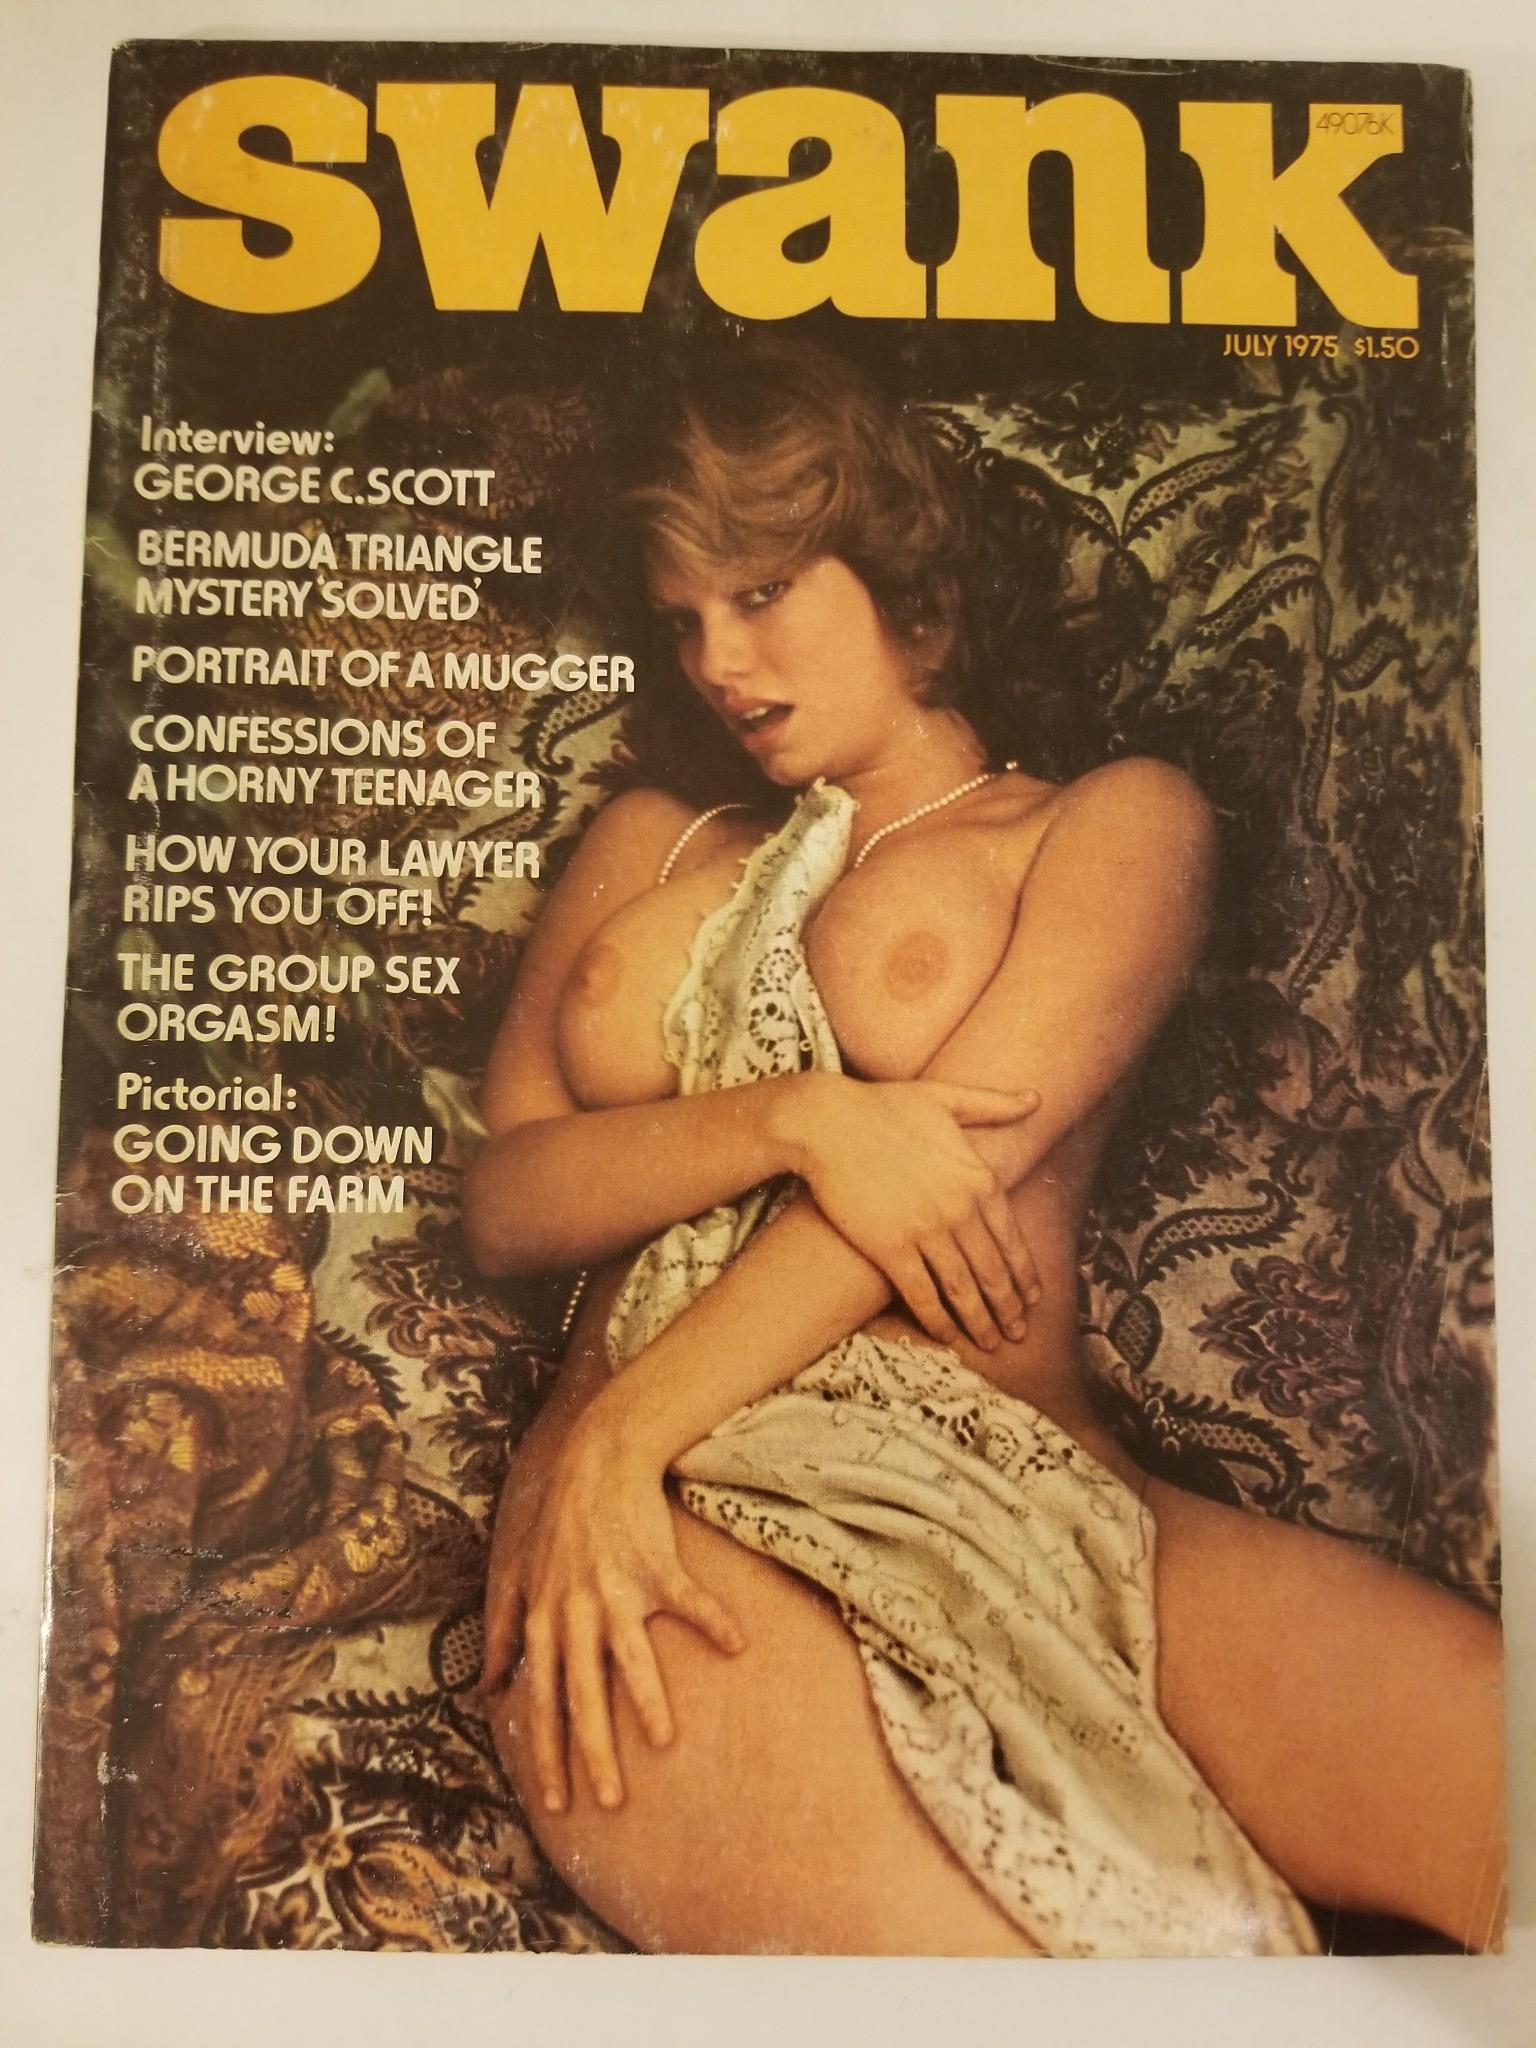 swank
49076K
JULY 1975 $1.50
Interview:
GEORGE C.SCOTT
BERMUDA TRIANGLE
MYSTERY 'SOLVED'
PORTRAIT OF A MUGGER
CONFESSIONS OF
A HORNY TEENAGER
HOW YOUR LAWYER
RIPS YOU OFF!
THE GROUP SEX
ORGASM!
Pictorial:
GOING DOWN
ON THE FARM